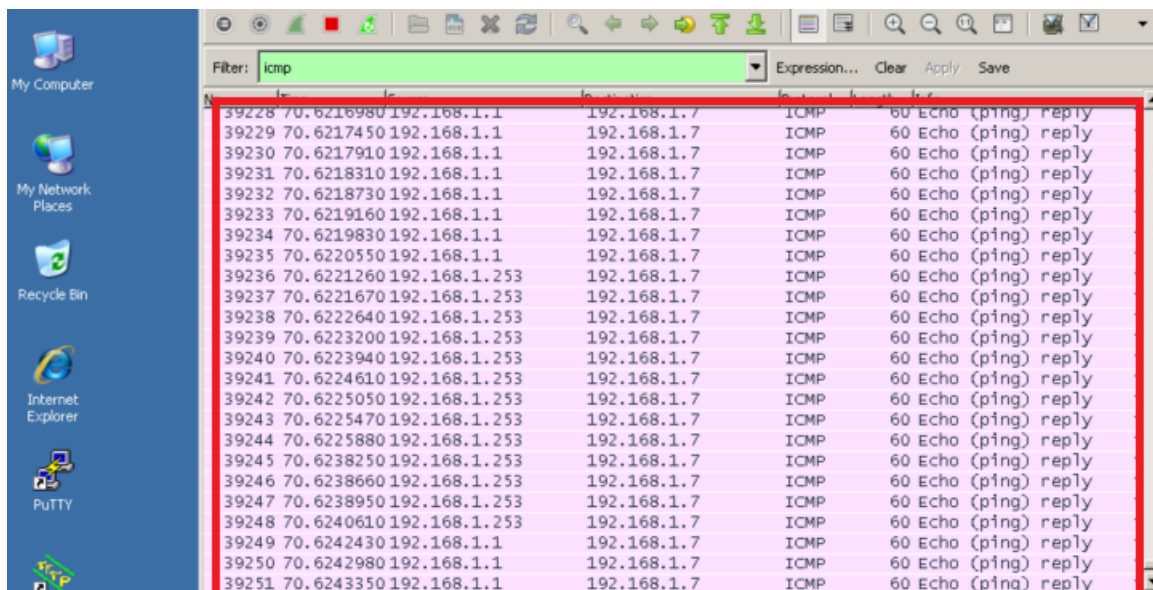 My Computer
My Network
Places
Recycle Bin
Internet
Explorer
PuTTY
Filter: icmp Expression... Clear Apply Save
39228 70.6216980 192.168.1.1 192.168.1.7 ICMP 60 Echo (ping) reply
39229 70.6217450 192.168.1.1 192.168.1.7 ICMP 60 Echo (ping) reply
39230 70.6217910 192.168.1.1 192.168.1.7 ICMP 60 Echo (ping) reply
39231 70.6218310 192.168.1.1 192.168.1.7 ICMP 60 Echo (ping) reply
39232 70.6218730 192.168.1.1 192.168.1.7 ICMP 60 Echo (ping) reply
39233 70.6219160 192.168.1.1 192.168.1.7 ICMP 60 Echo (ping) reply
39234 70.6219830 192.168.1.1 192.168.1.7 ICMP 60 Echo (ping) reply
39235 70.6220550 192.168.1.1 192.168.1.7 ICMP 60 Echo (ping) reply
39236 70.6221260 192.168.1.253 192.168.1.7 ICMP 60 Echo (ping) reply
39237 70.6221670 192.168.1.253 192.168.1.7 ICMP 60 Echo (ping) reply
39238 70.6222640 192.168.1.253 192.168.1.7 ICMP 60 Echo (ping) reply
39239 70.6223200 192.168.1.253 192.168.1.7 ICMP 60 Echo (ping) reply
39240 70.6223940 192.168.1.253 192.168.1.7 ICMP 60 Echo (ping) reply
39241 70.6224610 192.168.1.253 192.168.1.7 ICMP 60 Echo (ping) reply
39242 70.6225050 192.168.1.253 192.168.1.7 ICMP 60 Echo (ping) reply
39243 70.6225470 192.168.1.253 192.168.1.7 ICMP 60 Echo (ping) reply
39244 70.6225880 192.168.1.253 192.168.1.7 ICMP 60 Echo (ping) reply
39245 70.6238250 192.168.1.253 192.168.1.7 ICMP 60 Echo (ping) reply
39246 70.6238660 192.168.1.253 192.168.1.7 ICMP 60 Echo (ping) reply
39247 70.6238950 192.168.1.253 192.168.1.7 ICMP 60 Echo (ping) reply
39248 70.6240610 192.168.1.253 192.168.1.7 ICMP 60 Echo (ping) reply
39249 70.6242430 192.168.1.1 192.168.1.7 ICMP 60 Echo (ping) reply
39250 70.6242980 192.168.1.1 192.168.1.7 ICMP 60 Echo (ping) reply
39251 70.6243350 192.168.1.1 192.168.1.7 ICMP 60 Echo (ping) reply